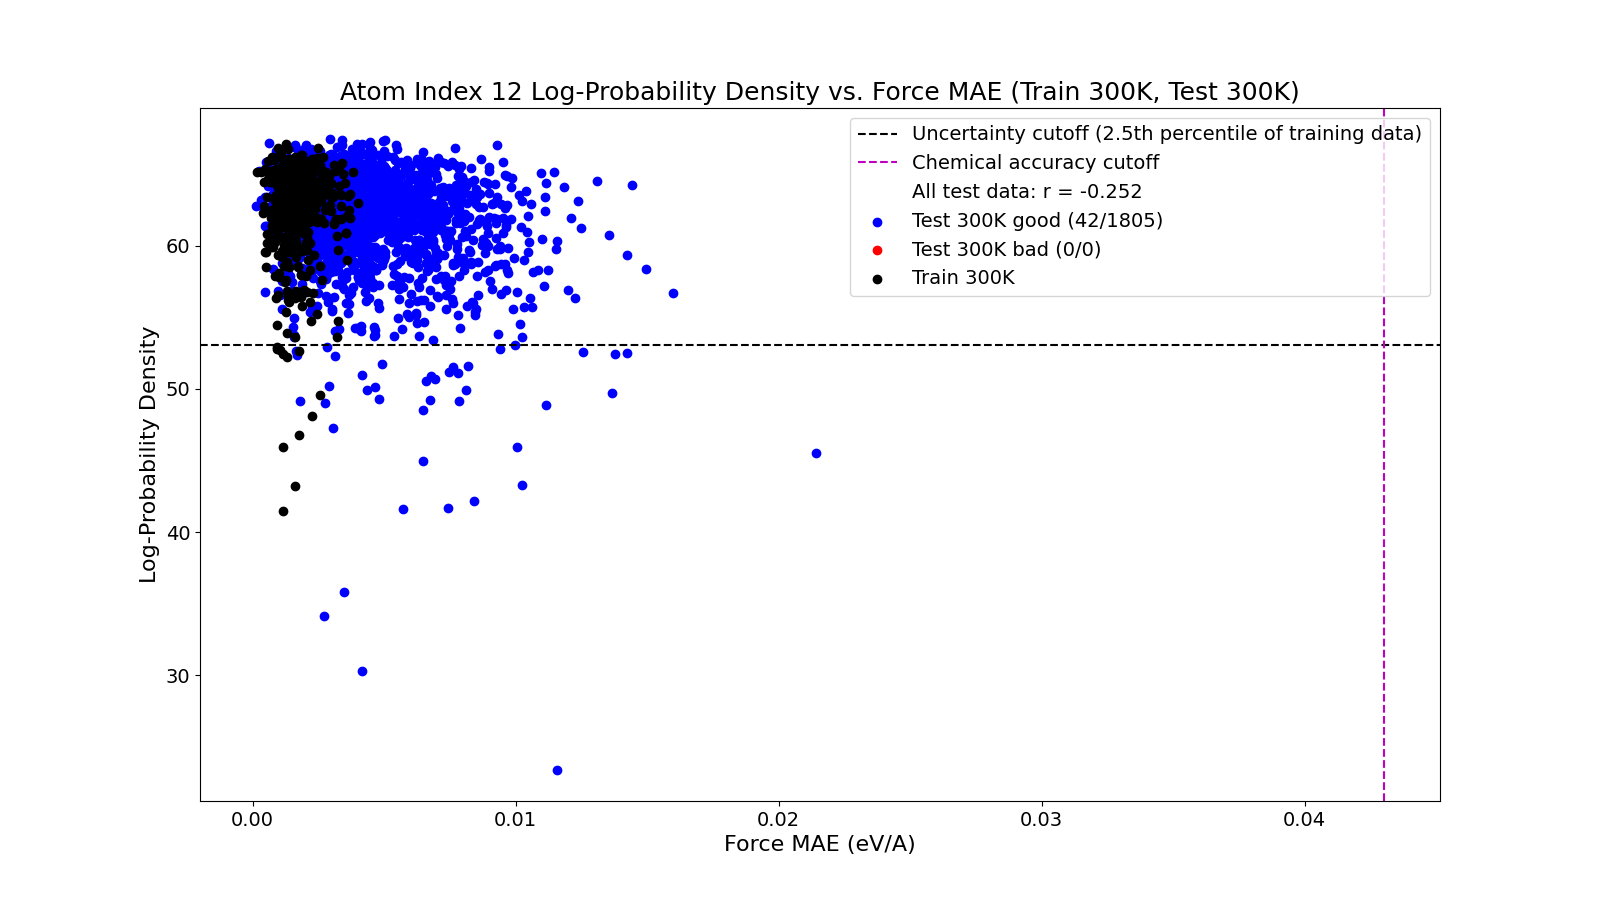 Atom Index 12 Log-Probability Density vs. Force MAE (Train 300K, Test 300K)
Uncertainty cutoff (2.5th percentile of training data)
Chemical accuracy cutoff
All test data: r = -0.252
Test 300K good (42/1805)
Test 300K bad (0/0)
Train 300K
Log-Probability Density
60
50
40
30
0.00 0.01 0.02 0.03 0.04
Force MAE (eV/A)